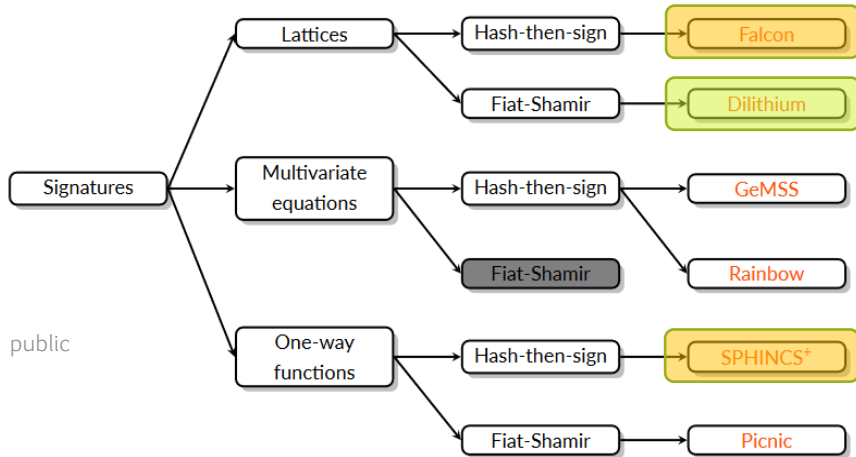 Lattices
Hash-then-sign
Falcon
Fiat-Shamir
Dilithium
Signatures
Multivariate
equations
Hash-then-sign
GeMSS
Fiat-Shamir
Rainbow
public
One-way
functions
Hash-then-sign
SPHINCS⁺
Fiat-Shamir
Picnic